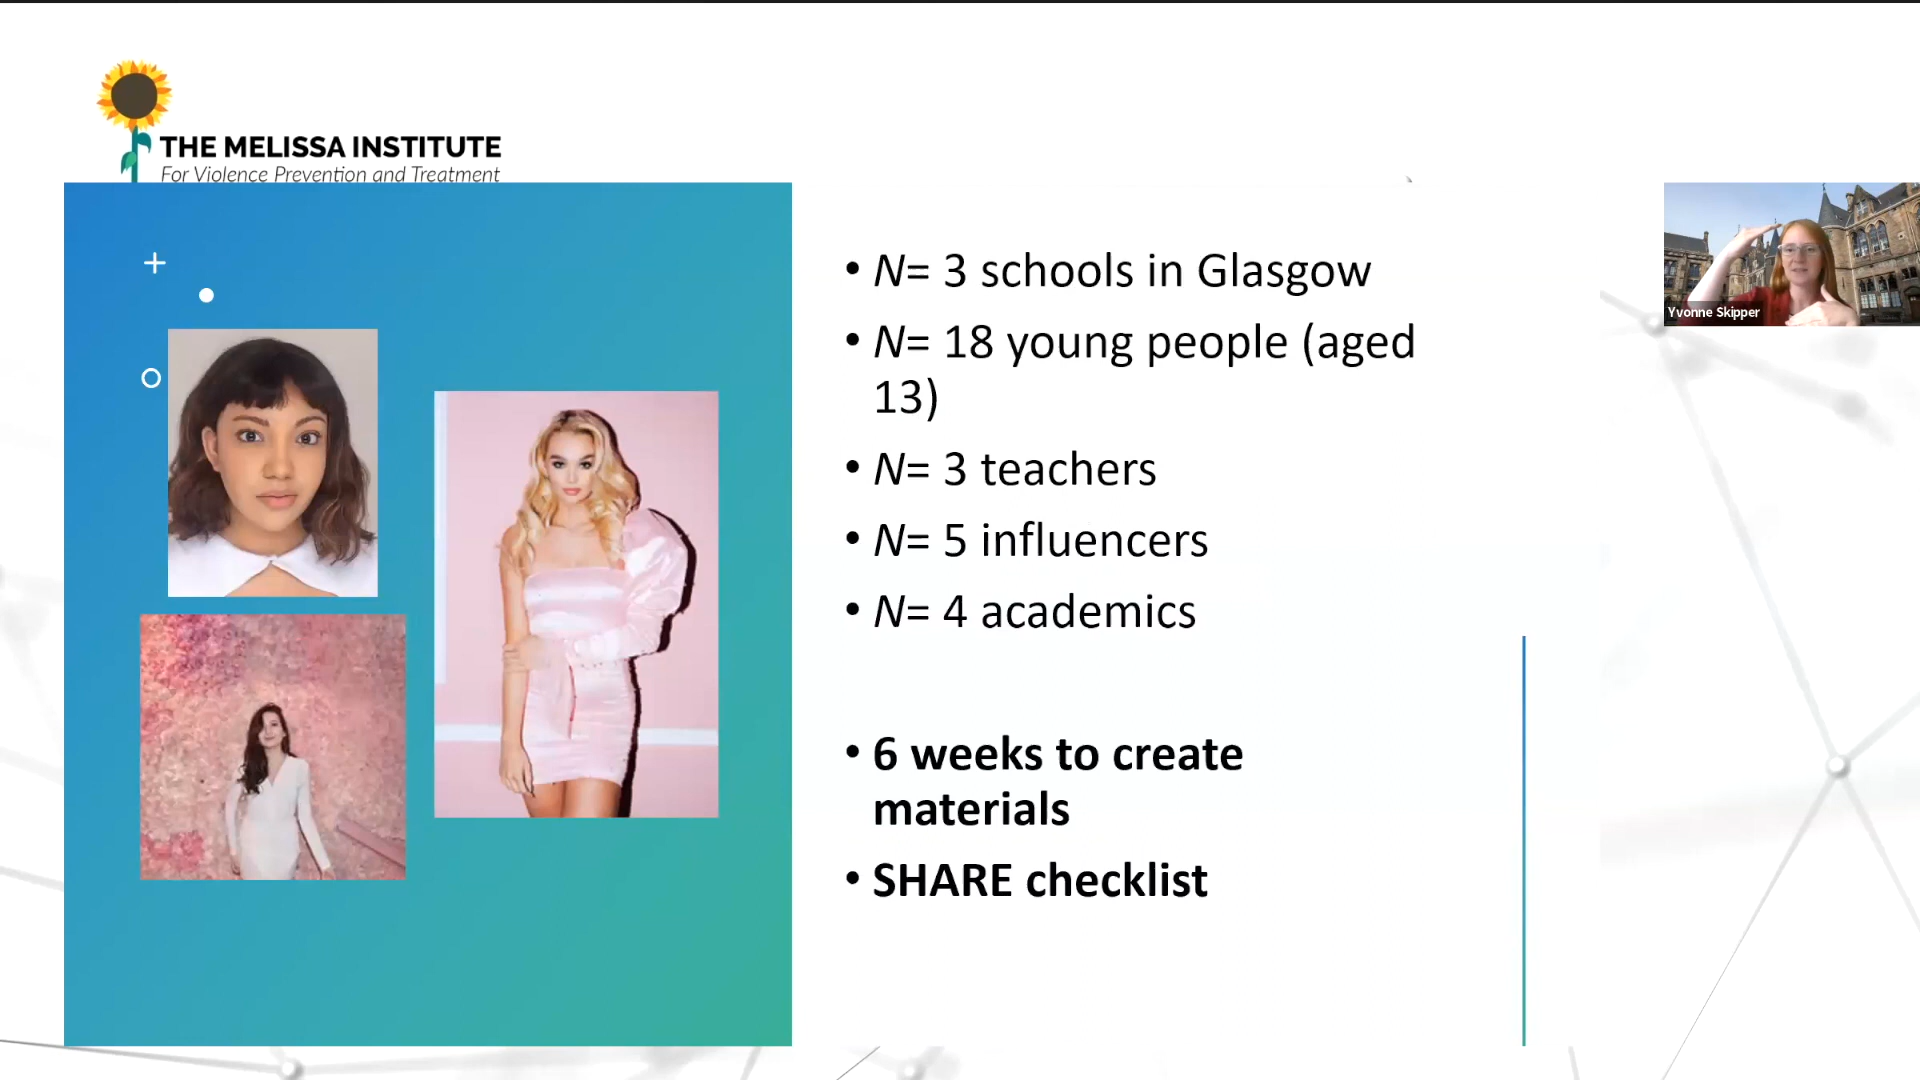 THE MELISSA INSTITUTE
For Violence Prevention and Treatment
• N= 3 schools in Glasgow
• N= 18 young people (aged
13)
• N= 3 teachers
• N= 5 influencers
• N= 4 academics
• 6 weeks to create
materials
• SHARE checklist
Yvonne Skipper